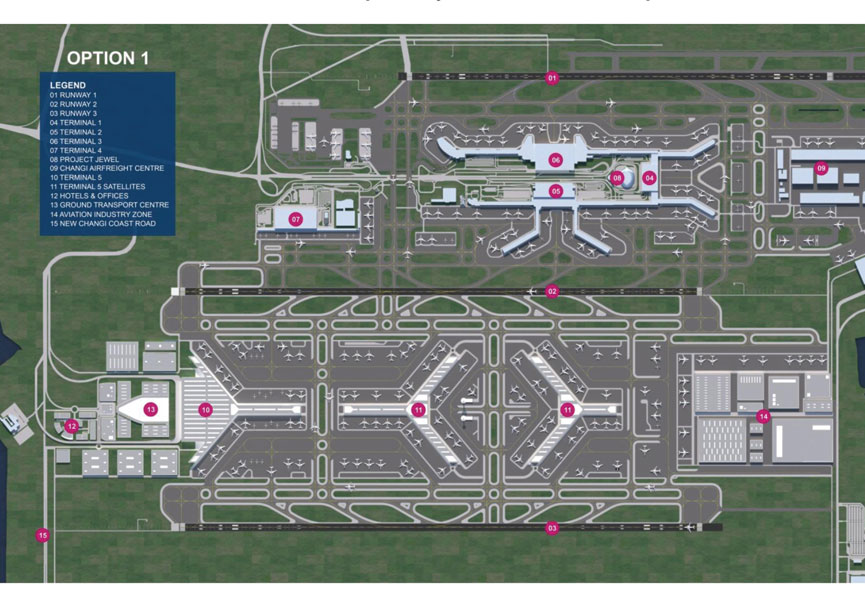 OPTION 1
LEGEND
01 RUNWAY 1
02 RUNWAY 2
03 RUNWAY 3
04 TERMINAL 1
05 TERMINAL 2
06 TERMINAL 3
07 TERMINAL 4
08 PROJECT JEWEL
09 CHANGI AIRFREIGHT CENTRE
10 TERMINAL 5
11 TERMINAL 5 SATELLITES
12 HOTELS & OFFICES
13 GROUND TRANSPORT CENTRE
14 AVIATION INDUSTRY ZONE
15 NEW CHANGI COAST ROAD
01
06
09
08
04
05
07
02
13
10
11
11
14
12
03
15